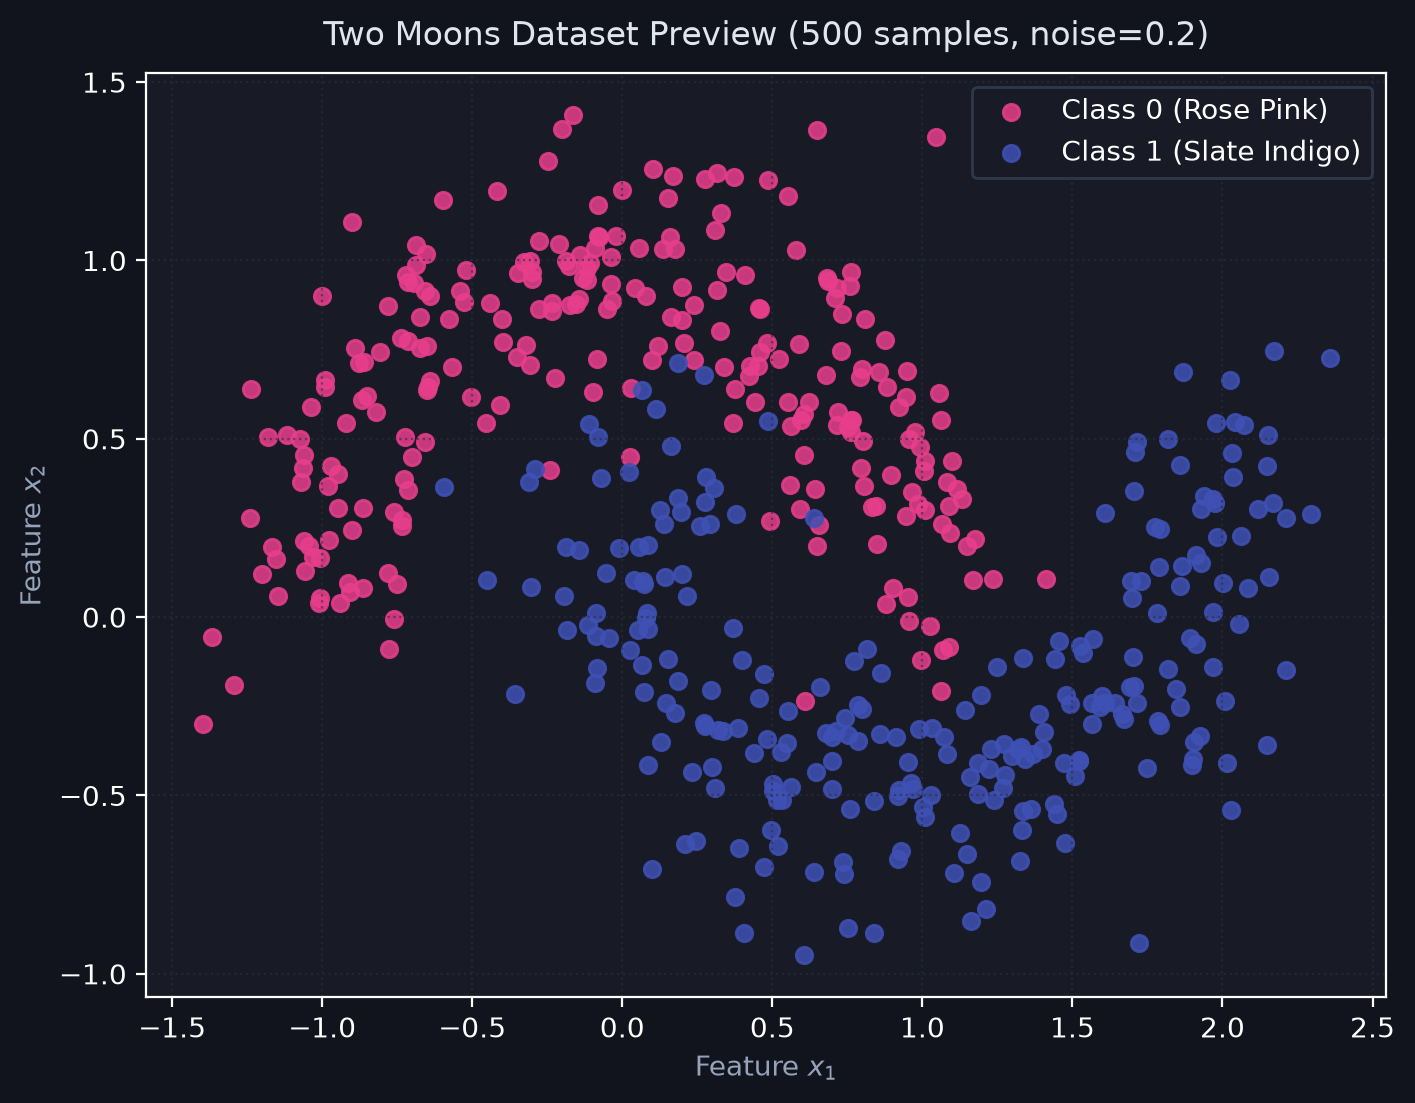 Two Moons Dataset Preview (500 samples, noise=0.2)
Class 0 (Rose Pink)
Class 1 (Slate Indigo)
1.5
1.0
0.5
0.0
−0.5
−1.0
Feature x₂
−1.5 −1.0 −0.5 0.0 0.5 1.0 1.5 2.0 2.5
Feature x₁